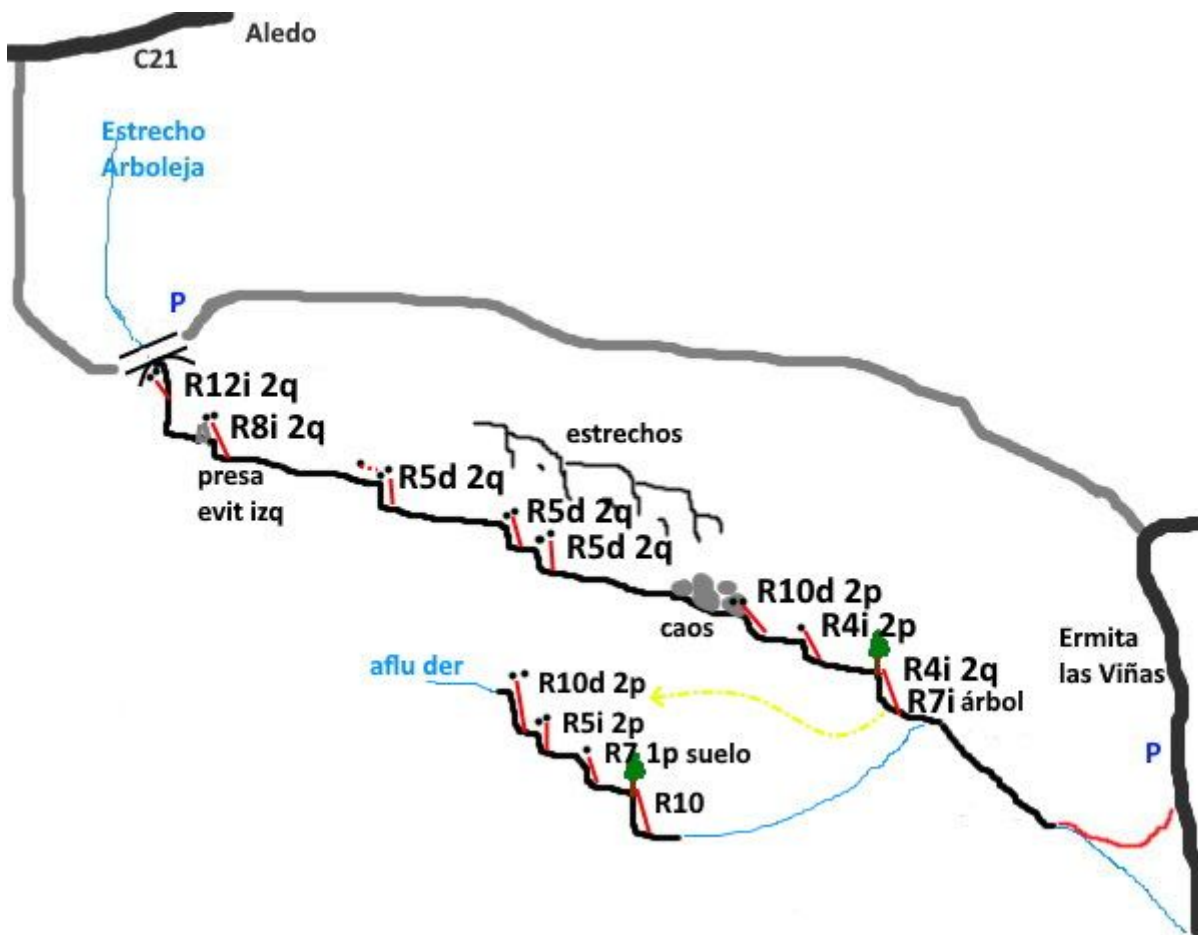 Aledo
C21
Estrecho
Arboleja
P
R12i 2q
R8i 2q
presa
evit izq
estrechos
R5d 2q
R5d 2q
R5d 2q
R10d 2p
caos
R4i 2p
Ermita
las Viñas
R4i 2q
R7i árbol
aflu der
R10d 2p
R5i 2p
R7 1p suelo
P
R10